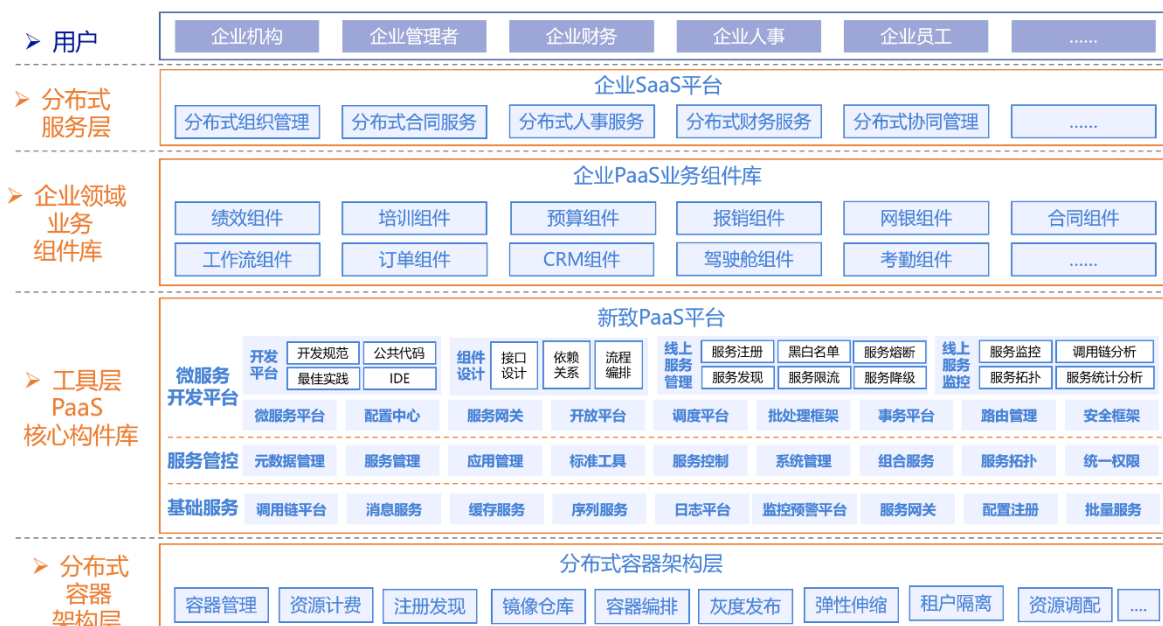 用户
企业机构 企业管理者 企业财务 企业人事 企业员工 ......
分布式
服务层
企业SaaS平台
分布式组织管理 分布式合同服务 分布式人事服务 分布式财务服务 分布式协同管理 ......
企业领域
业务
组件库
企业PaaS业务组件库
绩效组件 培训组件 预算组件 报销组件 网银组件 合同组件
工作流组件 订单组件 CRM组件 驾驶舱组件 考勤组件 ......
工具层
PaaS
核心构件库
新致PaaS平台
微服务
开发平台
开发
平台
开发规范 公共代码
最佳实践 IDE
组件
设计
接口
设计
依赖
关系
流程
编排
线上
服务
管理
服务注册 黑白名单 服务熔断
服务发现 服务限流 服务降级
线上
服务
监控
服务监控 调用链分析
服务拓扑 服务统计分析
微服务平台 配置中心 服务网关 开放平台 调度平台 批处理框架 事务平台 路由管理 安全框架
服务管控 元数据管理 服务管理 应用管理 标准工具 服务控制 系统管理 组合服务 服务拓扑 统一权限
基础服务 调用链平台 消息服务 缓存服务 序列服务 日志平台 监控预警平台 服务网关 配置注册 批量服务
分布式
容器
架构层
分布式容器架构层
容器管理 资源计费 注册发现 镜像仓库 容器编排 灰度发布 弹性伸缩 租户隔离 资源调配 ....